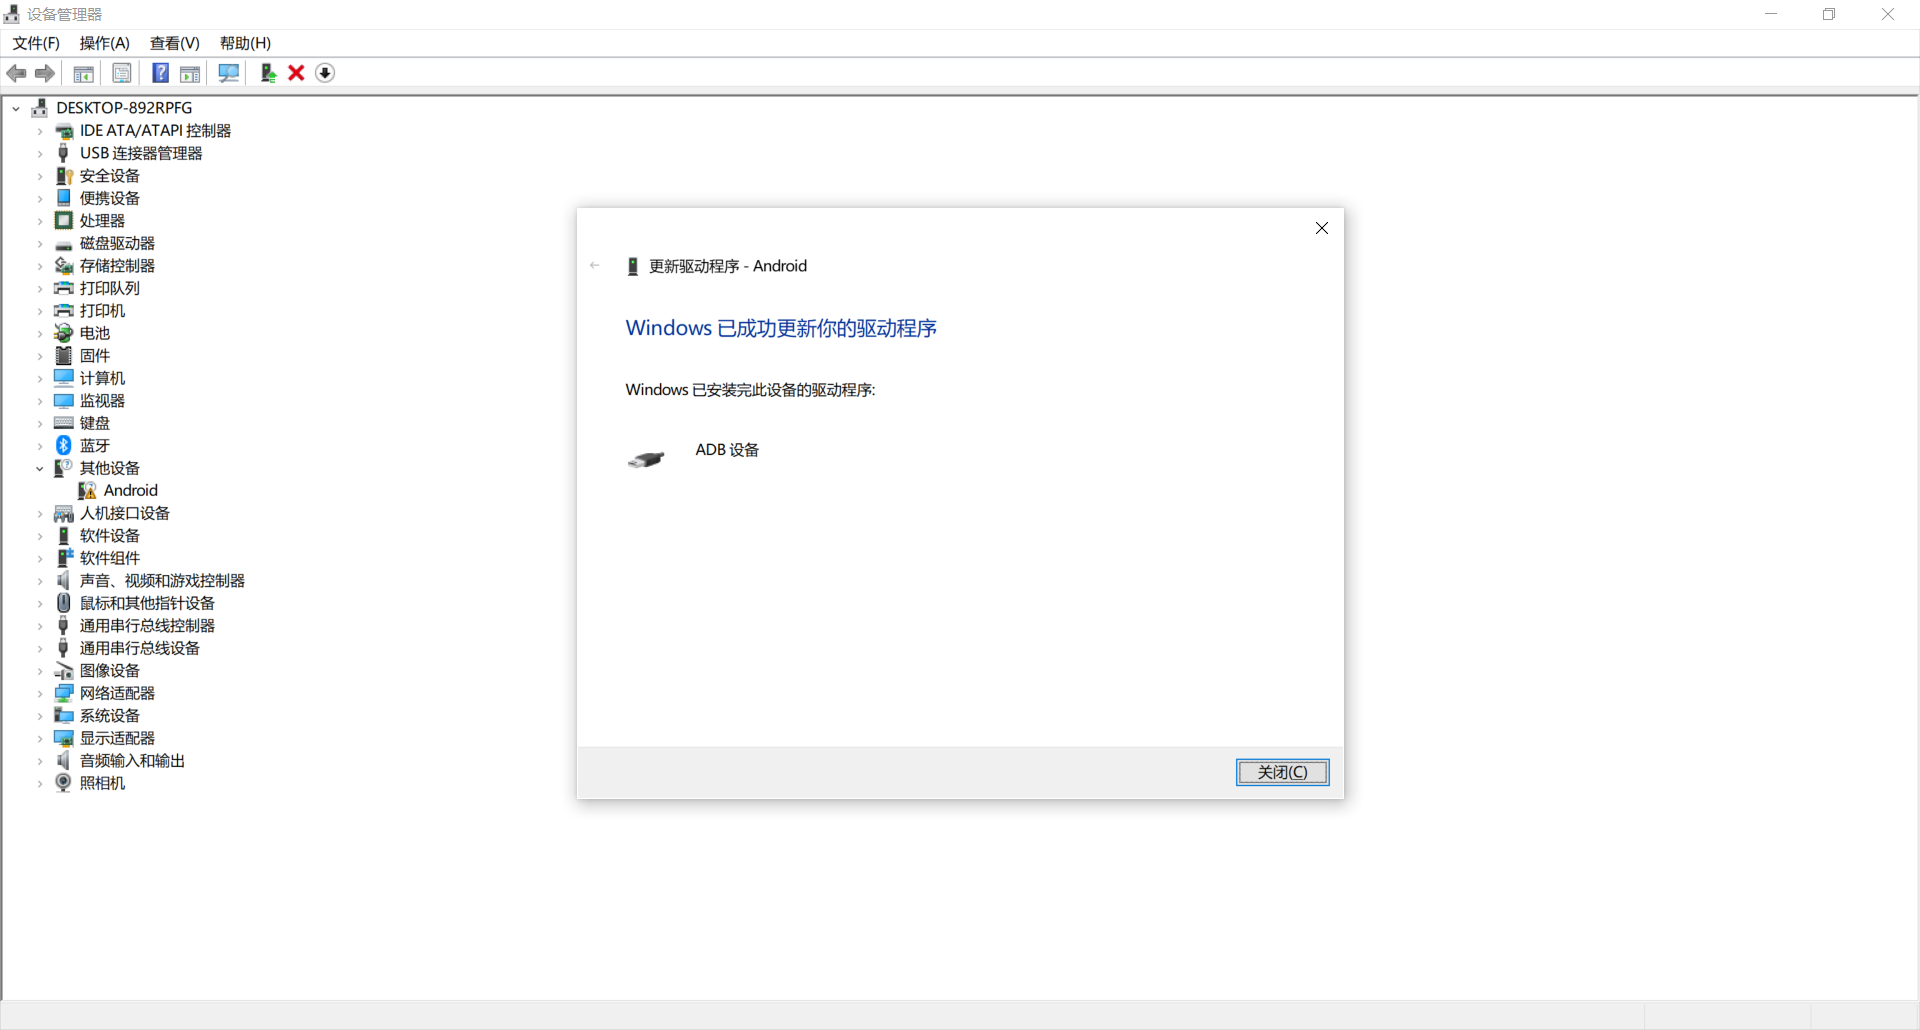 设备管理器
文件(F) 操作(A) 查看(V) 帮助(H)
DESKTOP-892RPFG
IDE ATA/ATAPI 控制器
USB 连接器管理器
安全设备
便携设备
处理器
磁盘驱动器
存储控制器
打印队列
打印机
电池
固件
计算机
监视器
键盘
蓝牙
其他设备
Android
人机接口设备
软件设备
软件组件
声音、视频和游戏控制器
鼠标和其他指针设备
通用串行总线控制器
通用串行总线设备
图像设备
网络适配器
系统设备
显示适配器
音频输入和输出
照相机
更新驱动程序 - Android
Windows 已成功更新你的驱动程序
Windows 已安装完此设备的驱动程序:
ADB 设备
关闭(C)